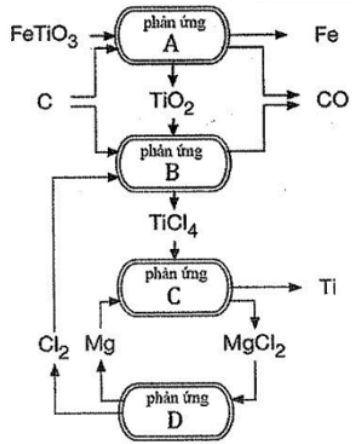 phản ứng
FeTiO3
A
Fe
C
TiO2
CO
phản ứng
B
TiCl4
phản ứng
C
Ti
Cl2
Mg
MgCl2
phản ứng
D